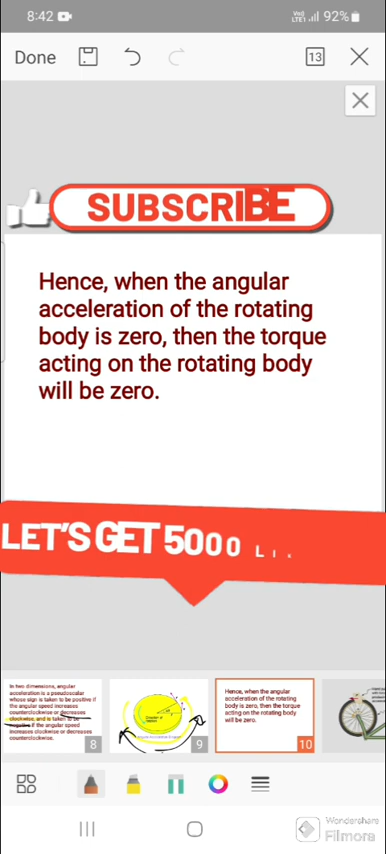 8:42
92%
Done
13
SUBSCRIBE
Hence, when the angular
acceleration of the rotating
body is zero, then the torque
acting on the rotating body
will be zero.
LET'S GET 5000 LI
In two dimensions, angular
acceleration is a pseudoscalar
whose sign is taken to be positive if
the angular speed increases
counterclockwise or decreases
clockwise, and is taken to be
negative if the angular speed
increases clockwise or decreases
counterclockwise.
8
9
Hence, when the angular
acceleration of the rotating
body is zero, then the torque
acting on the rotating body
will be zero.
10
Wondershare
Filmora